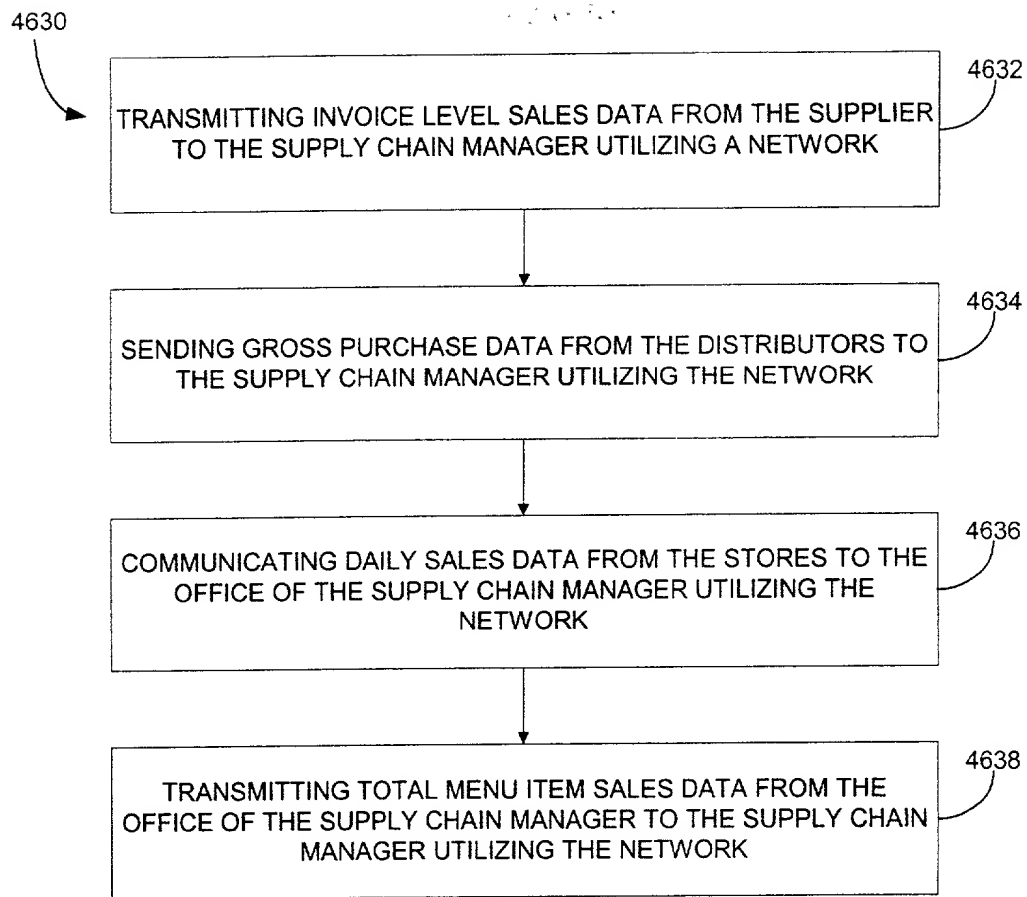 4630
4632
TRANSMITTING INVOICE LEVEL SALES DATA FROM THE SUPPLIER
TO THE SUPPLY CHAIN MANAGER UTILIZING A NETWORK
4634
SENDING GROSS PURCHASE DATA FROM THE DISTRIBUTORS TO
THE SUPPLY CHAIN MANAGER UTILIZING THE NETWORK
4636
COMMUNICATING DAILY SALES DATA FROM THE STORES TO THE
OFFICE OF THE SUPPLY CHAIN MANAGER UTILIZING THE
NETWORK
4638
TRANSMITTING TOTAL MENU ITEM SALES DATA FROM THE
OFFICE OF THE SUPPLY CHAIN MANAGER TO THE SUPPLY CHAIN
MANAGER UTILIZING THE NETWORK